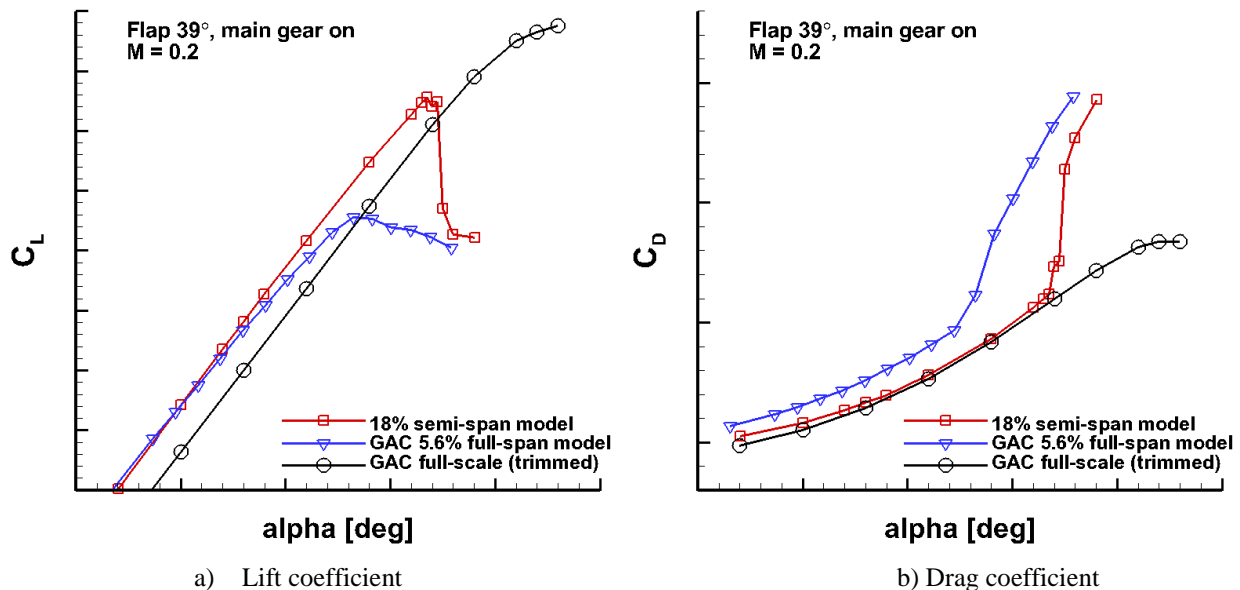 Flap 39°, main gear on
M = 0.2
C_L
18% semi-span model
GAC 5.6% full-span model
GAC full-scale (trimmed)
alpha [deg]
a) Lift coefficient
Flap 39°, main gear on
M = 0.2
C_D
18% semi-span model
GAC 5.6% full-span model
GAC full-scale (trimmed)
alpha [deg]
b) Drag coefficient